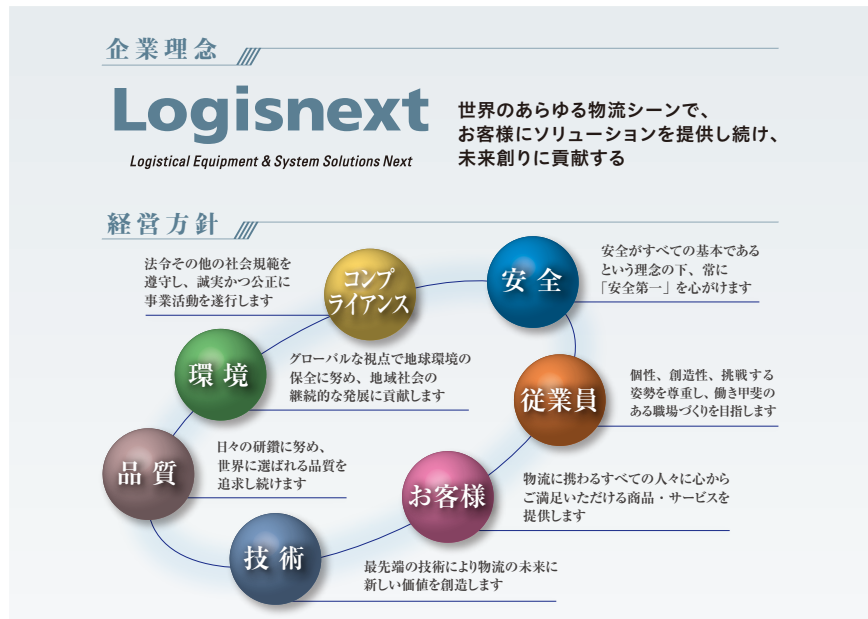 企業理念
Logisnext
Logistical Equipment & System Solutions Next
世界のあらゆる物流シーンで、
お客様にソリューションを提供し続け、
未来創りに貢献する
経営方針
コンプ
ライアンス
法令その他の社会規範を
遵守し、誠実かつ公正に
事業活動を遂行します
安全
安全がすべての基本である
という理念の下、常に
「安全第一」を心がけます
環境
グローバルな視点で地球環境の
保全に努め、地域社会の
継続的な発展に貢献します
従業員
個性、創造性、挑戦する
姿勢を尊重し、働き甲斐の
ある職場づくりを目指します
品質
日々の研鑽に努め、
世界に選ばれる品質を
追求し続けます
お客様
物流に携わるすべての人々に心から
ご満足いただける商品・サービスを
提供します
技術
最先端の技術により物流の未来に
新しい価値を創造します